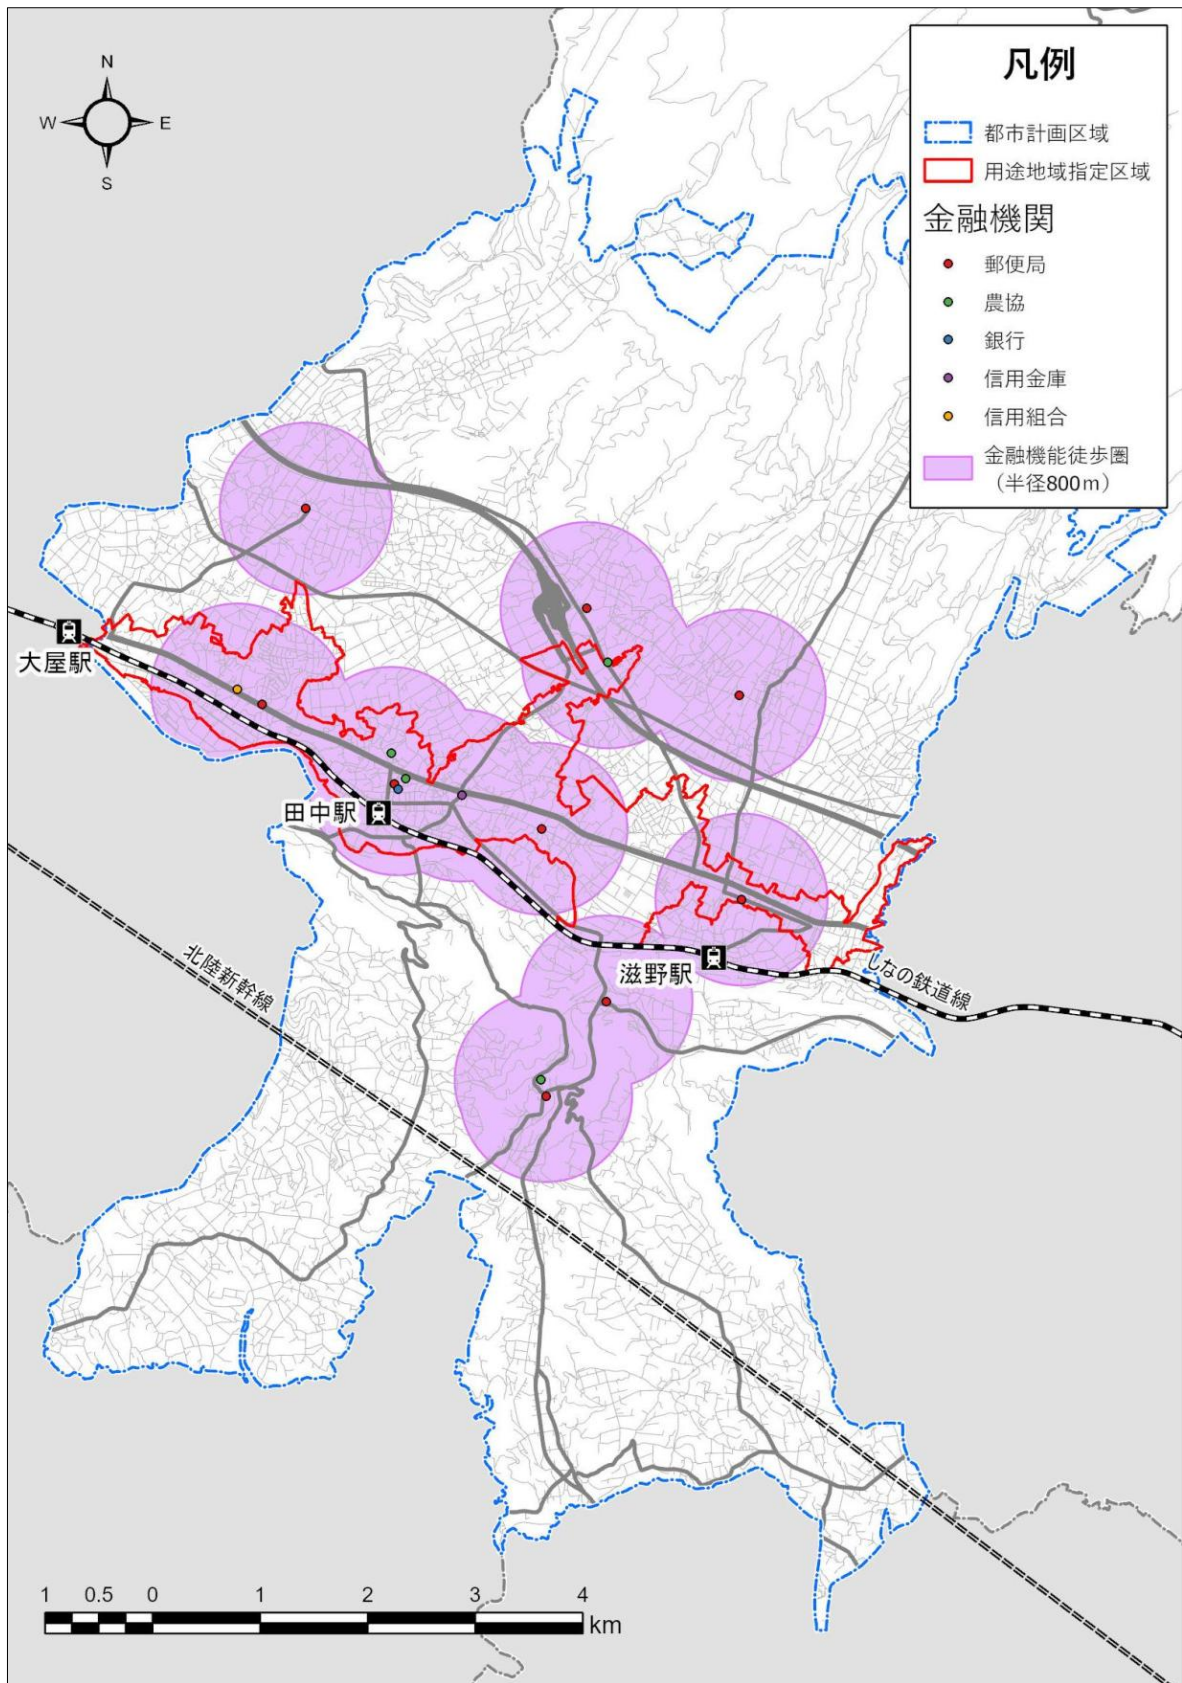 凡例
都市計画区域
用途地域指定区域
金融機関
郵便局
農協
銀行
信用金庫
信用組合
金融機能徒歩圏
（半径800m）
N
W
E
S
大屋駅
田中駅
滋野駅
しなの鉄道線
北陸新幹線
1 0.5 0 1 2 3 4
km